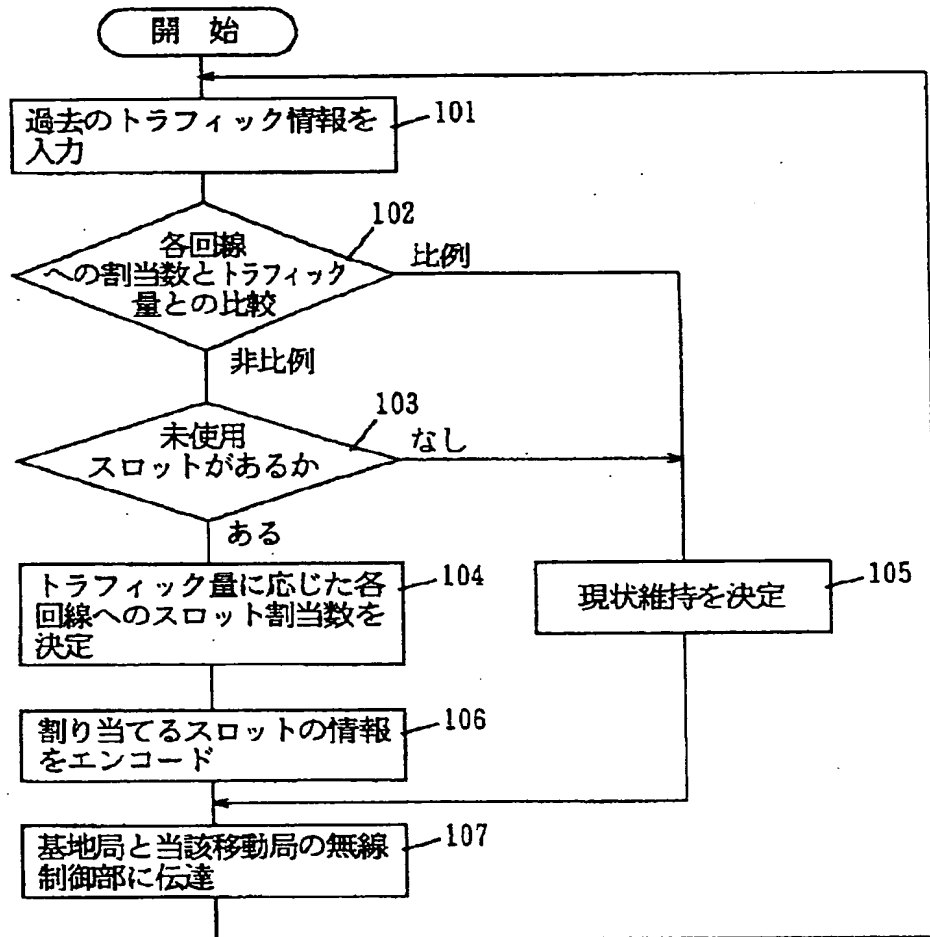 開 始
過去のトラフィック情報を
入力
101
102
各回線
への割当数とトラフィック
量との比較
比例
非比例
103
未使用
スロットがあるか
なし
ある
トラフィック量に応じた各
回線へのスロット割当数を
決定
104
現状維持を決定
105
割り当てるスロットの情報
をエンコード
106
基地局と当該移動局の無線
制御部に伝達
107